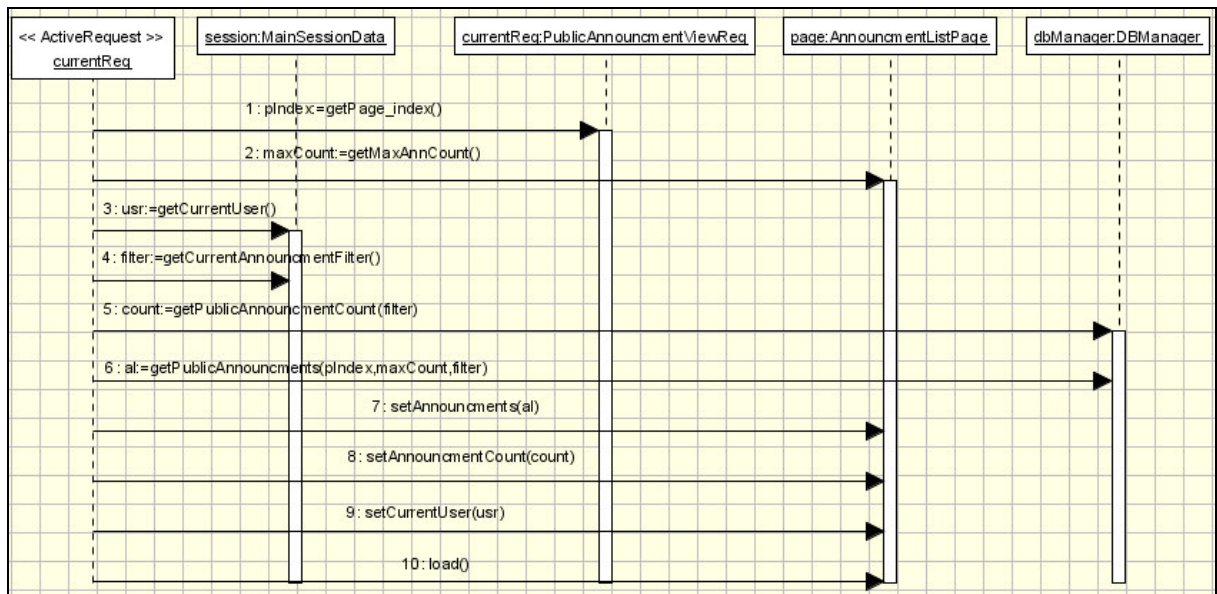 << ActiveRequest >>
currentReq
session:MainSessionData
currentReq:PublicAnnouncmentViewReq
page:AnnouncmentListPage
dbManager:DBManager
1 : pIndex:=getPage_index()
2 : maxCount:=getMaxAnnCount()
3 : usr:=getCurrentUser()
4 : filter:=getCurrentAnnouncmentFilter()
5 : count:=getPublicAnnouncmentCount(filter)
6 : al:=getPublicAnnouncments(pIndex,maxCount,filter)
7 : setAnnouncments(al)
8 : setAnnouncmentCount(count)
9 : setCurrentUser(usr)
10 : load()